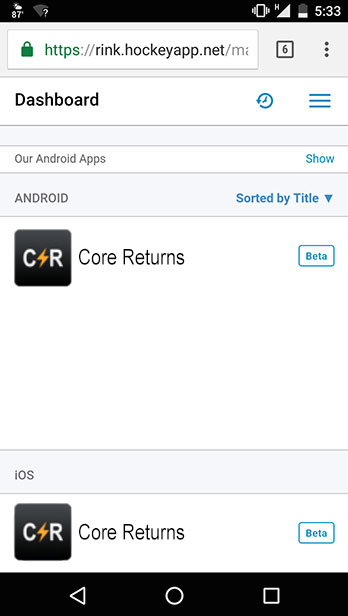 87°
?
H
5:33
https://rink.hockeyapp.net/ma
6
Dashboard
Our Android Apps Show
ANDROID Sorted by Title ▼
C⚡R Core Returns Beta
iOS
C⚡R Core Returns Beta